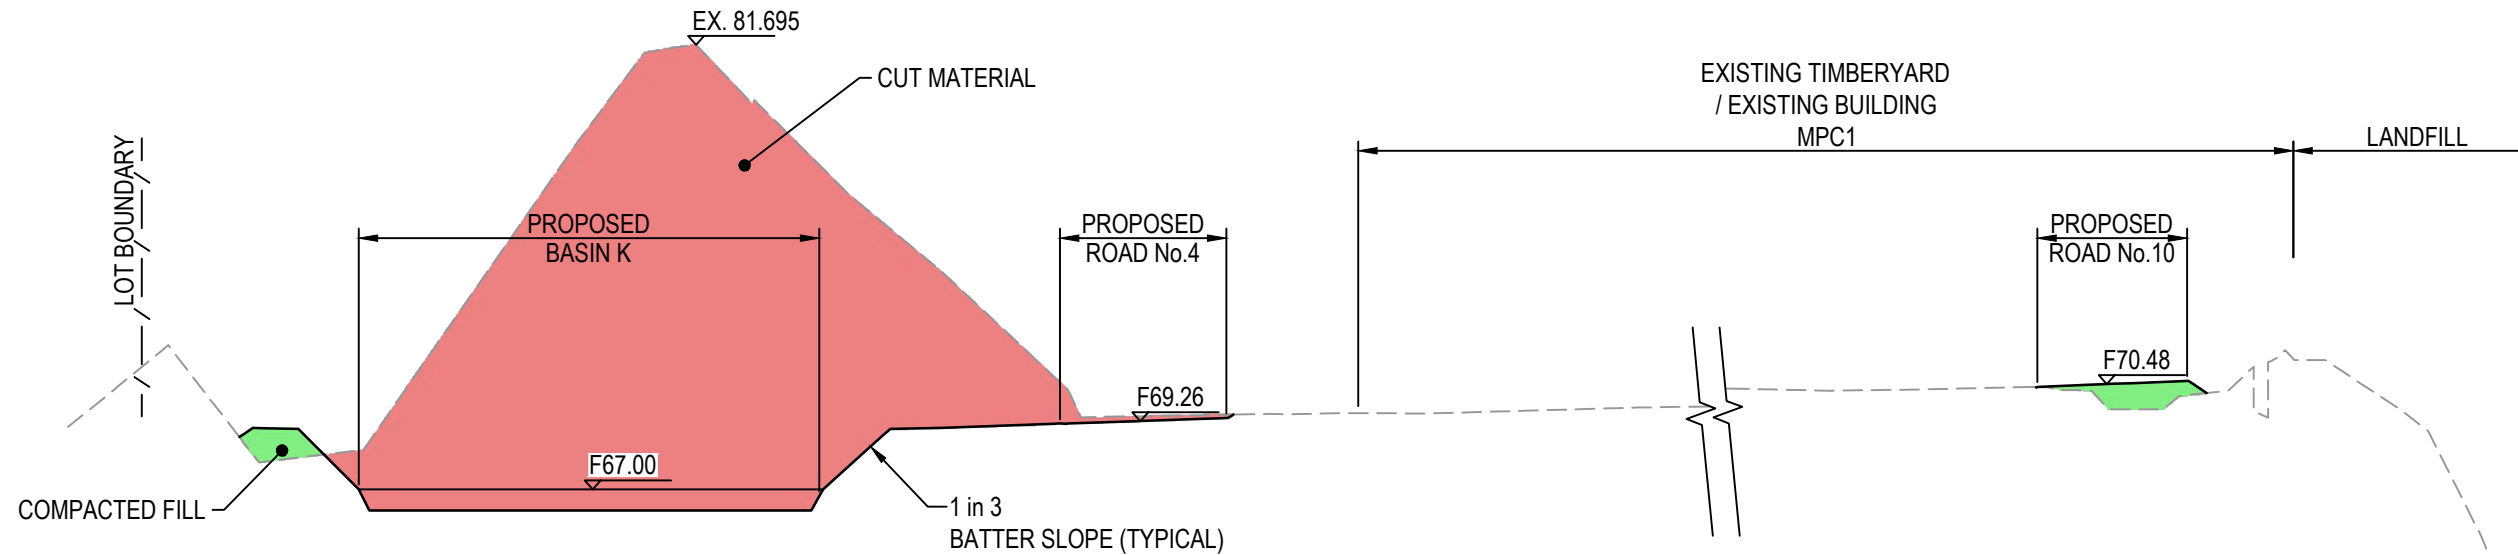 EX. 81.695
CUT MATERIAL
EXISTING TIMBERYARD
/ EXISTING BUILDING
MPC1
LANDFILL
LOT BOUNDARY
PROPOSED
BASIN K
PROPOSED
ROAD No.4
PROPOSED
ROAD No.10
F70.48
F69.26
F67.00
COMPACTED FILL
1 in 3
BATTER SLOPE (TYPICAL)